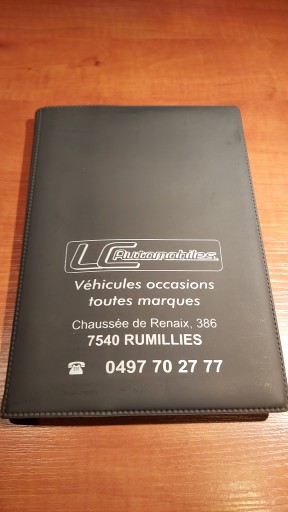 LC Automobiles
Véhicules occasions
toutes marques
Chaussée de Renaix, 386
7540 RUMILLIES
☎ 0497 70 27 77